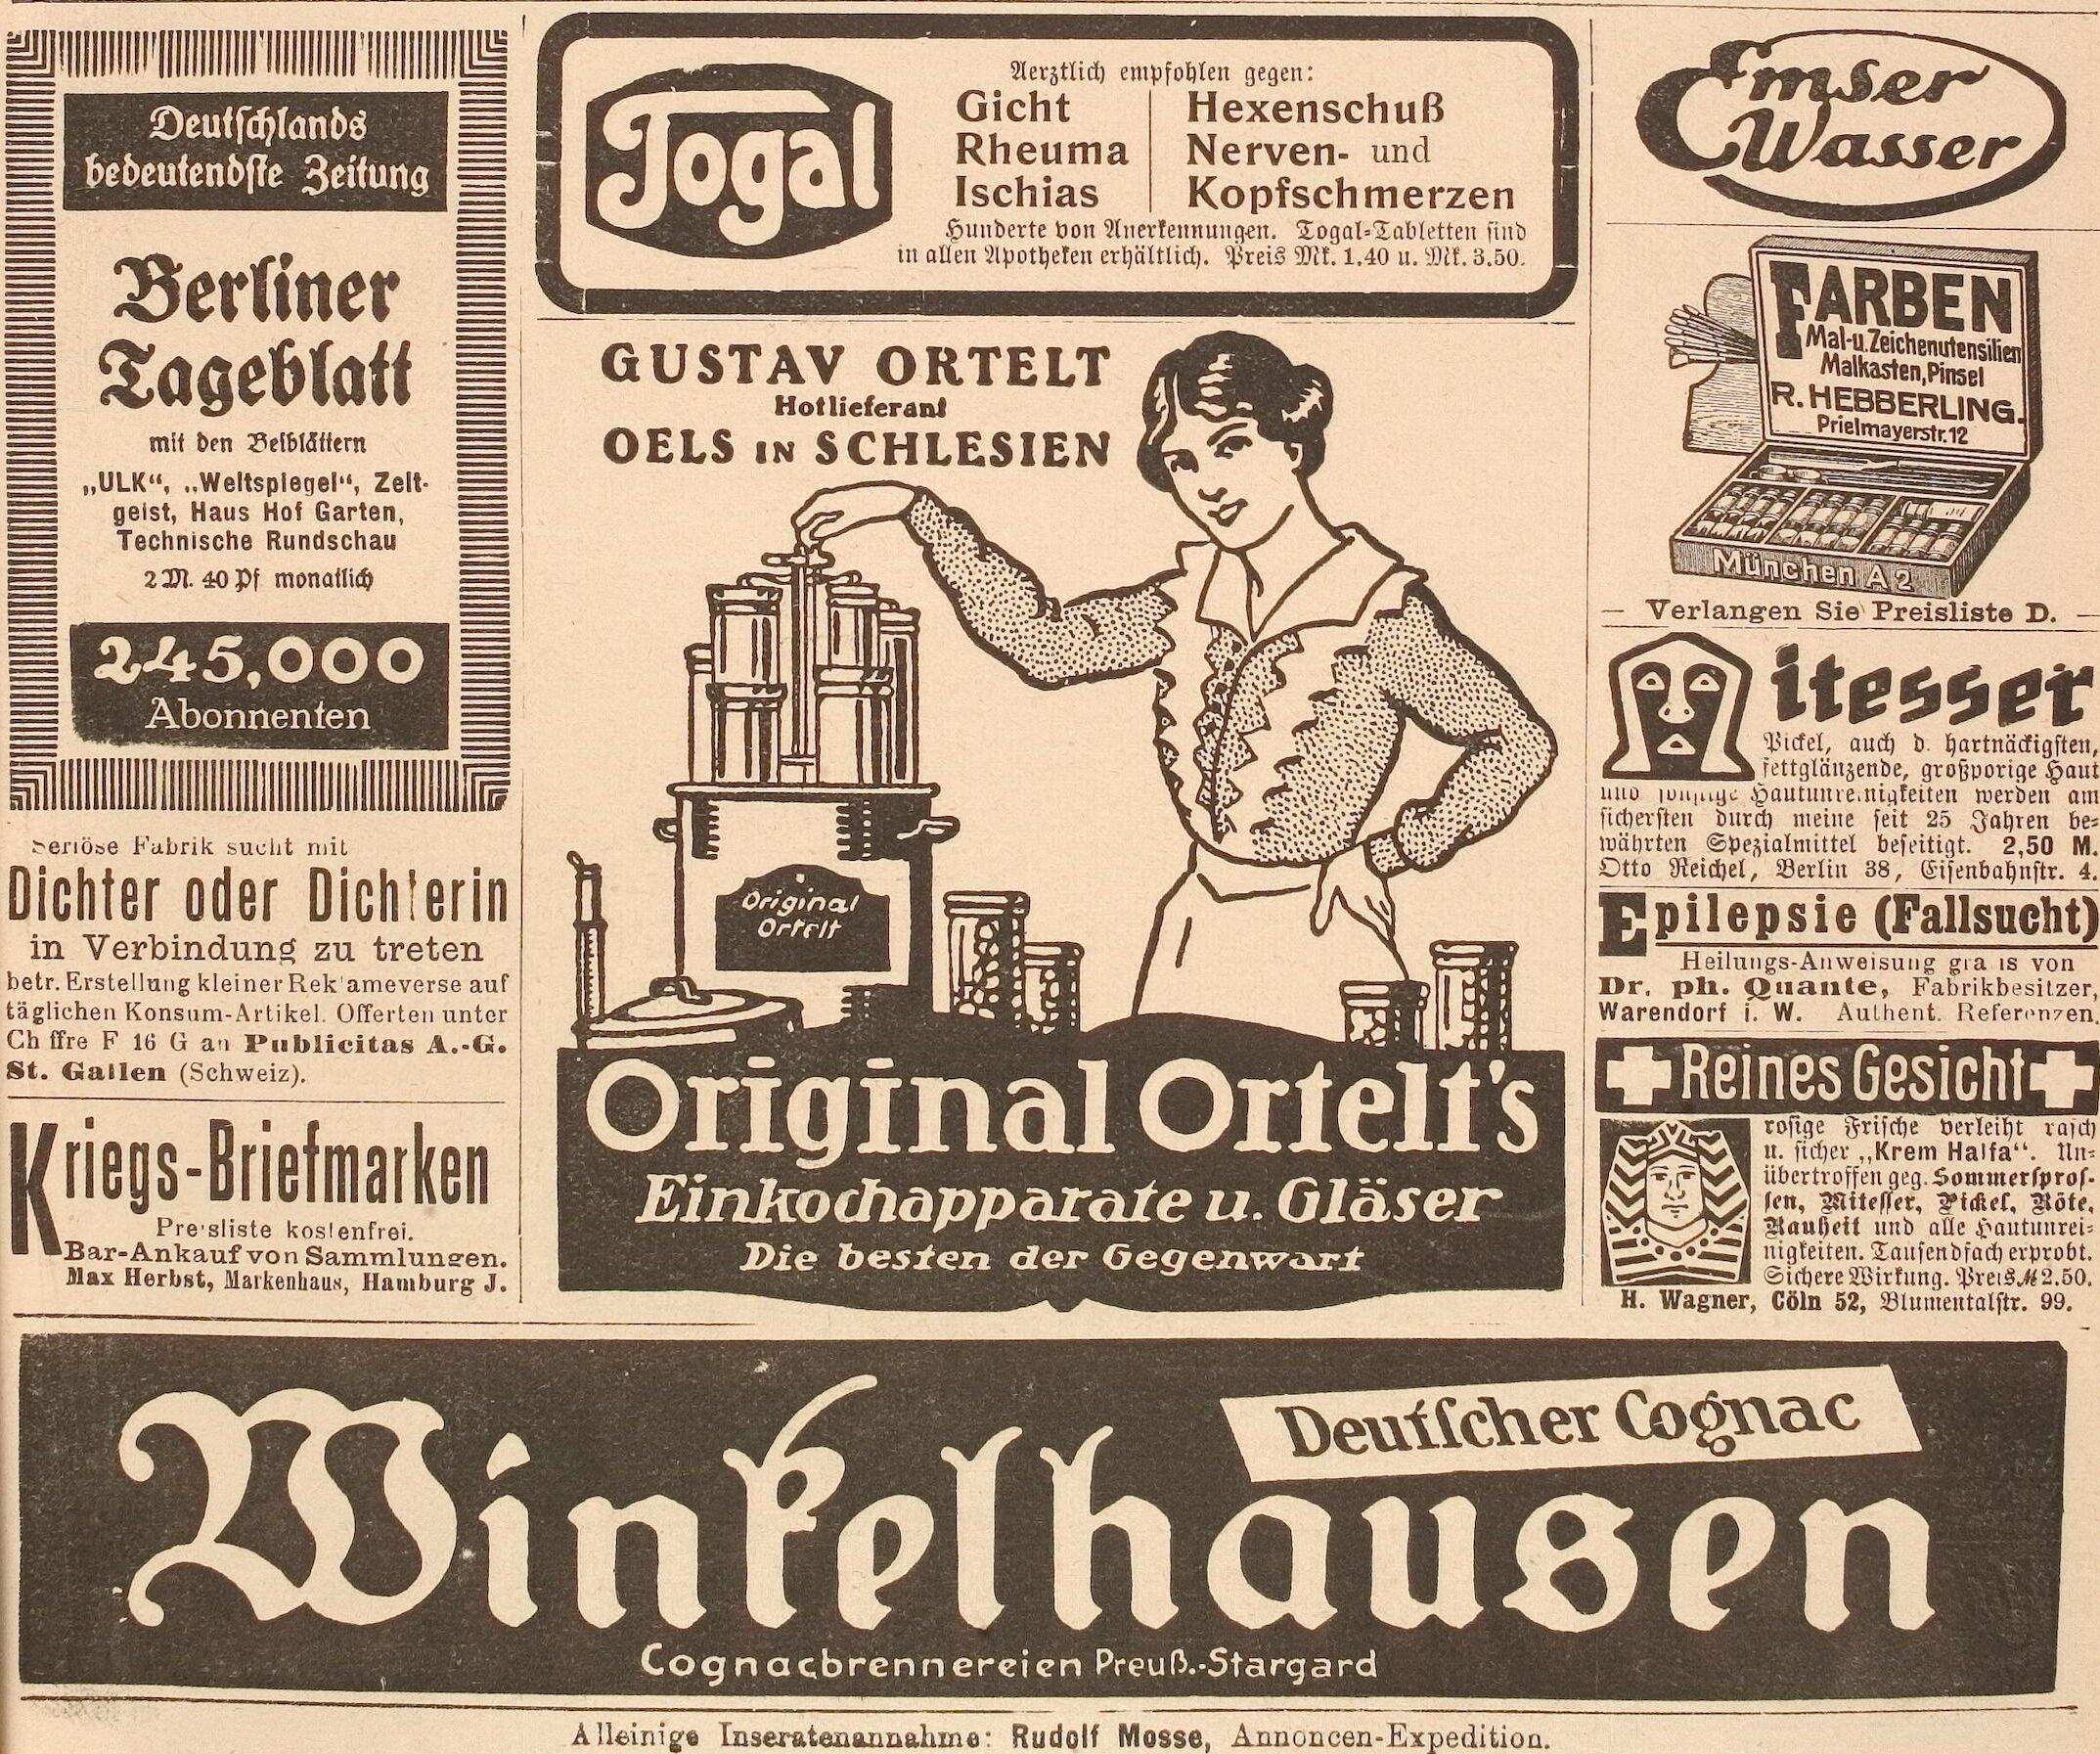 Deutschlands
bedeutendste Zeitung
Berliner
Tageblatt
mit den Beiblättern
„ULK“, „Weltspiegel“, Zeit-
geist, Haus Hof Garten,
Technische Rundschau
2 M. 40 Pf monatlich
245,000
Abonnenten
Seriöse Fabrik sucht mit
Dichter oder Dichterin
in Verbindung zu treten
betr. Erstellung kleiner Reklameverse auf
täglichen Konsum-Artikel. Offerten unter
Chiffre F 16 G an Publicitas A.-G.
St. Gallen (Schweiz).
Kriegs-Briefmarken
Preisliste kostenfrei.
Bar-Ankauf von Sammlungen.
Max Herbst, Markenhaus, Hamburg J.
Togal
Aerztlich empfohlen gegen:
Gicht
Rheuma
Ischias
Hexenschuß
Nerven- und
Kopfschmerzen
Hunderte von Anerkennungen. Togal-Tabletten sind
in allen Apotheken erhältlich. Preis Mk. 1.40 u. Mk. 3.50.
GUSTAV ORTELT
Hoflieferant
OELS IN SCHLESIEN
Original
Ortelt
Original Ortelt's
Einkochapparate u. Gläser
Die besten der Gegenwart
Emser
Wasser
FARBEN
Mal-u. Zeichenutensilien
Malkasten, Pinsel
R. HEBBERLING.
Prielmayerstr. 12
München A 2
— Verlangen Sie Preisliste D. —
Mitesser
Pickel, auch d. hartnäckigsten,
fettglänzende, großporige Haut
und sonstige Hautunreinigkeiten werden am
sichersten durch meine seit 25 Jahren be-
währten Spezialmittel beseitigt. 2,50 M.
Otto Reichel, Berlin 38, Eisenbahnstr. 4.
Epilepsie (Fallsucht)
Heilungs-Anweisung gratis von
Dr. ph. Quante, Fabrikbesitzer,
Warendorf i. W. Authent. Referenzen.
Reines Gesicht
rosige Frische verleiht rasch
u. sicher „Krem Halfa“. Un-
übertroffen geg. Sommerspros-
sen, Mitesser, Pickel, Röte,
Rauheit und alle Hautunrei-
nigkeiten. Tausendfach erprobt.
Sichere Wirkung. Preis M 2.50.
H. Wagner, Cöln 52, Blumentalstr. 99.
Deutscher Cognac
Winkelhausen
Cognacbrennereien Preuß.-Stargard
Alleinige Inseratenannahme: Rudolf Mosse, Annoncen-Expedition.